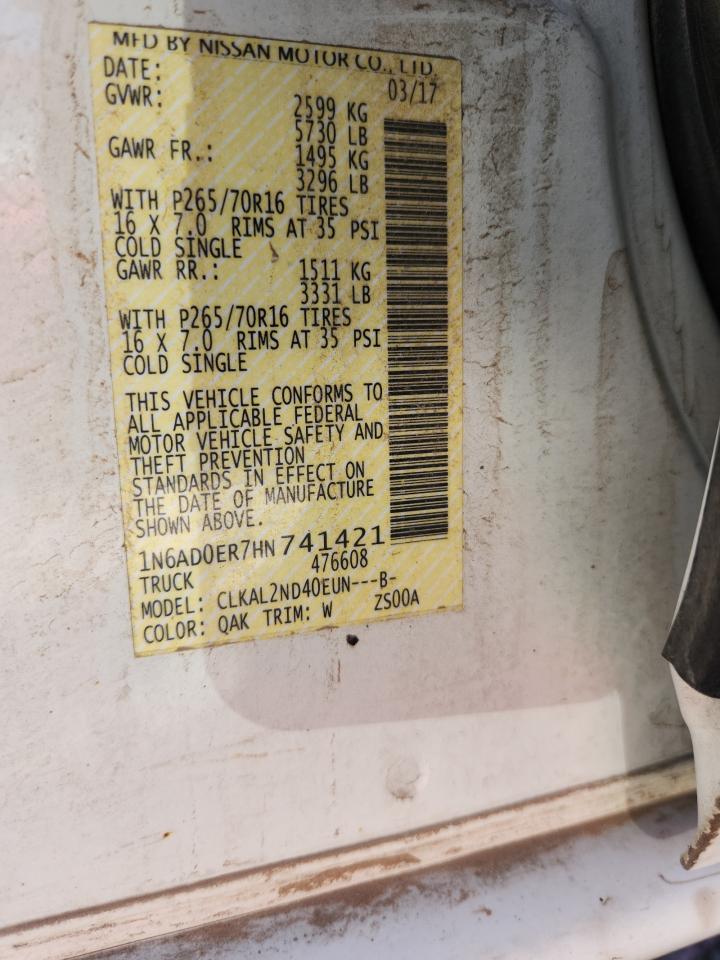 MFD BY NISSAN MOTOR CO., LTD.
DATE: 03/17
GVWR: 2599 KG
5730 LB
GAWR FR.: 1495 KG
3296 LB
WITH P265/70R16 TIRES
16 X 7.0 RIMS AT 35 PSI
COLD SINGLE
GAWR RR.: 1511 KG
3331 LB
WITH P265/70R16 TIRES
16 X 7.0 RIMS AT 35 PSI
COLD SINGLE
THIS VEHICLE CONFORMS TO
ALL APPLICABLE FEDERAL
MOTOR VEHICLE SAFETY AND
THEFT PREVENTION
STANDARDS IN EFFECT ON
THE DATE OF MANUFACTURE
SHOWN ABOVE.
1N6AD0ER7HN741421
476608
TRUCK
MODEL: CLKAL2ND40EUN---B-
COLOR: QAK TRIM: W ZS00A